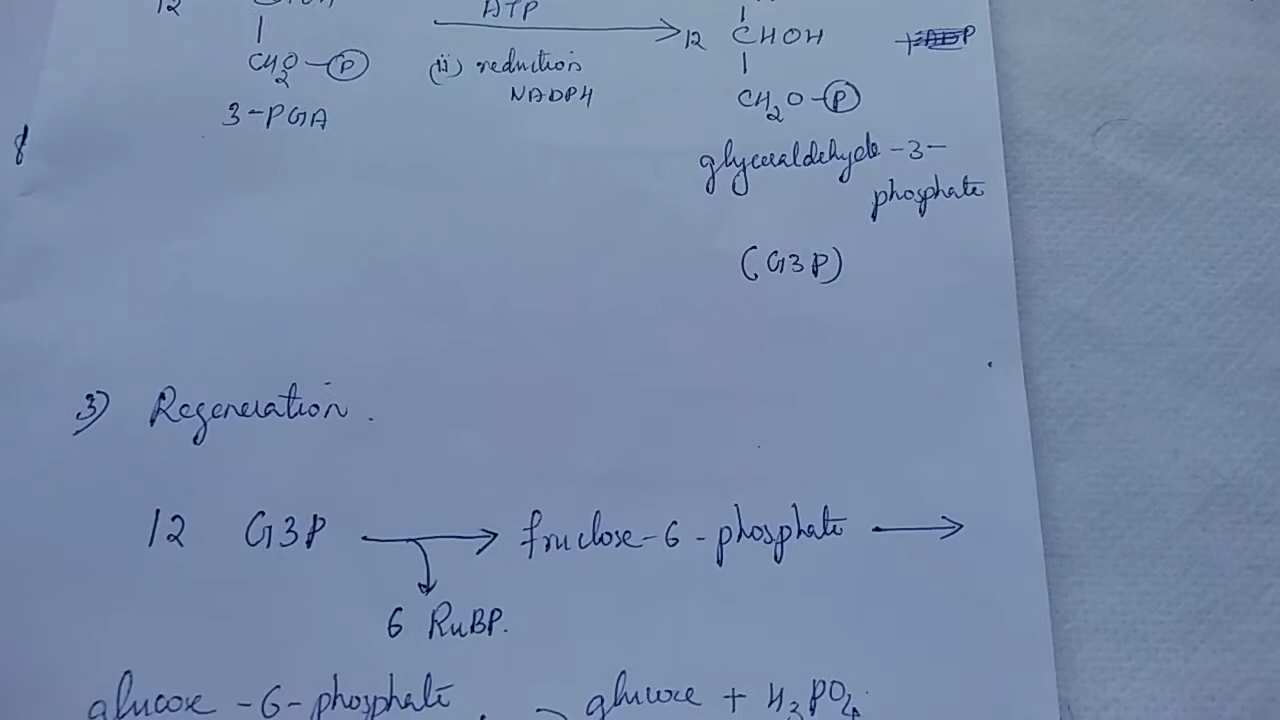 12 ATP
12 CHOH +
CH2O-(P) (ii) reduction
NADPH CH2O-(P)
3-PGA
glyceraldehyde-3-
phosphate
(G3P)
3) Regeneration.
12 G3P → fructose-6-phosphate →
6 RuBP.
glucose-6-phosphate → glucose + H3PO4.